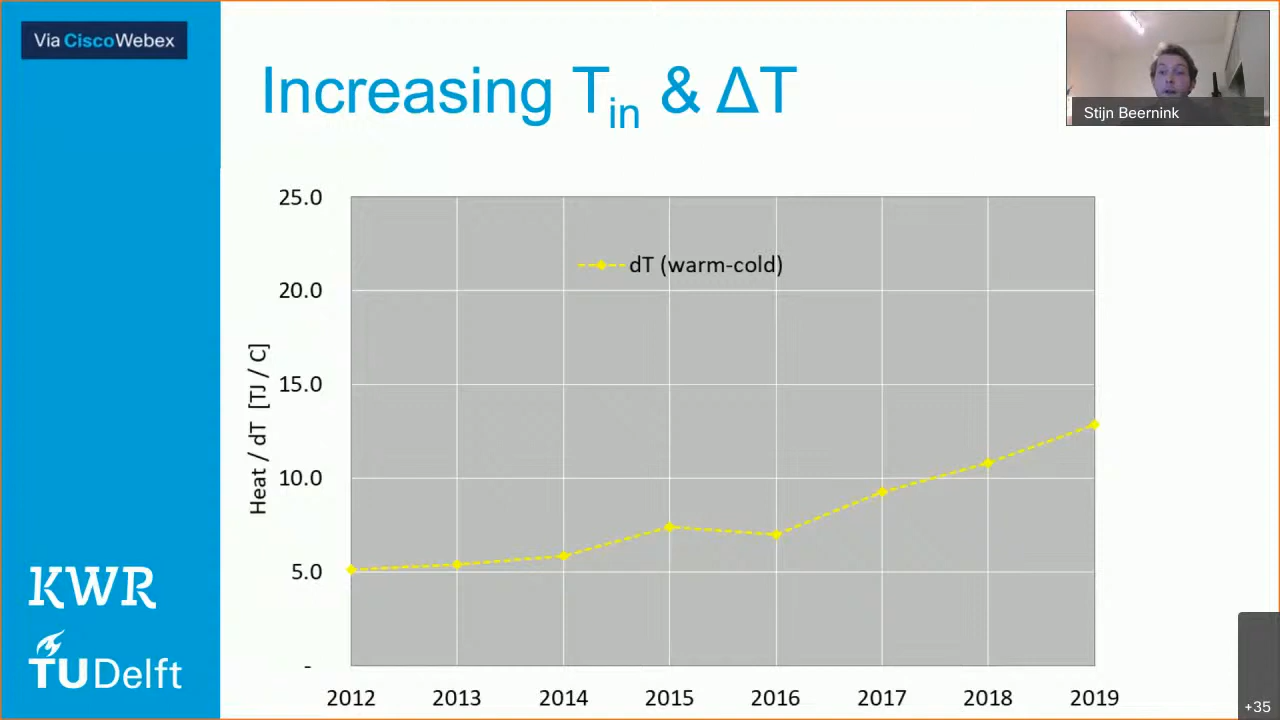 Via CiscoWebex
Increasing Tin & ΔT
Stijn Beernink
25.0
dT (warm-cold)
20.0
Heat / dT [TJ / C]
15.0
10.0
5.0
-
2012 2013 2014 2015 2016 2017 2018 2019
KWR
TUDelft
+35